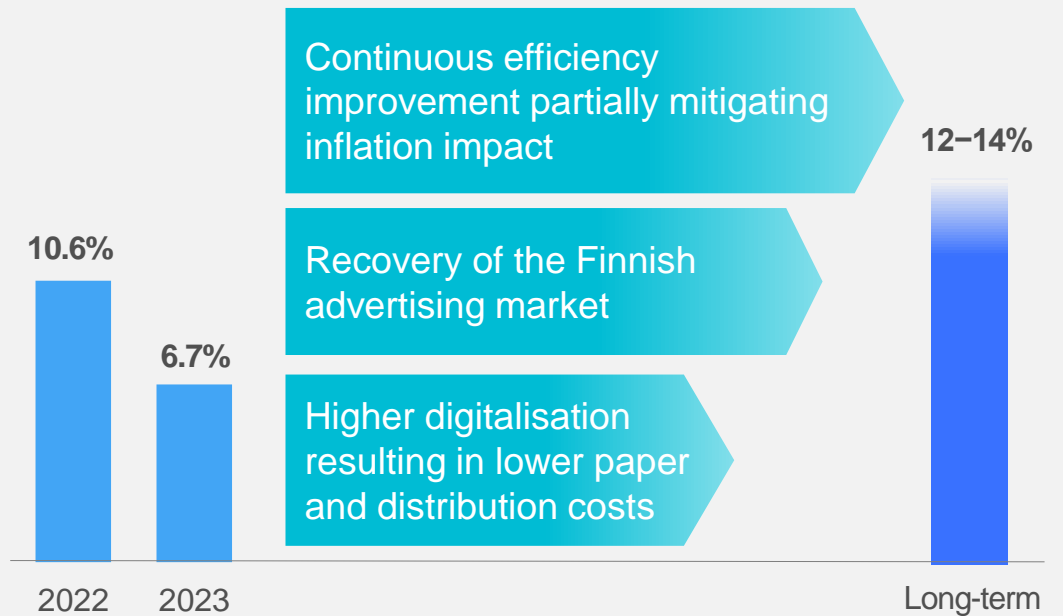 Continuous efficiency
improvement partially mitigating
inflation impact
12–14%
10.6%
Recovery of the Finnish
advertising market
6.7%
Higher digitalisation
resulting in lower paper
and distribution costs
2022
2023
Long-term